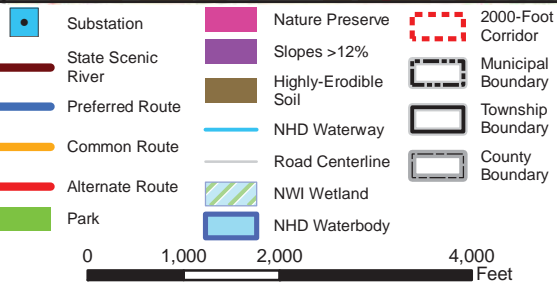 Substation
State Scenic
River
Preferred Route
Common Route
Alternate Route
Park
Nature Preserve
Slopes >12%
Highly-Erodible
Soil
NHD Waterway
Road Centerline
NWI Wetland
NHD Waterbody
2000-Foot
Corridor
Municipal
Boundary
Township
Boundary
County
Boundary
0 1,000 2,000 4,000
Feet